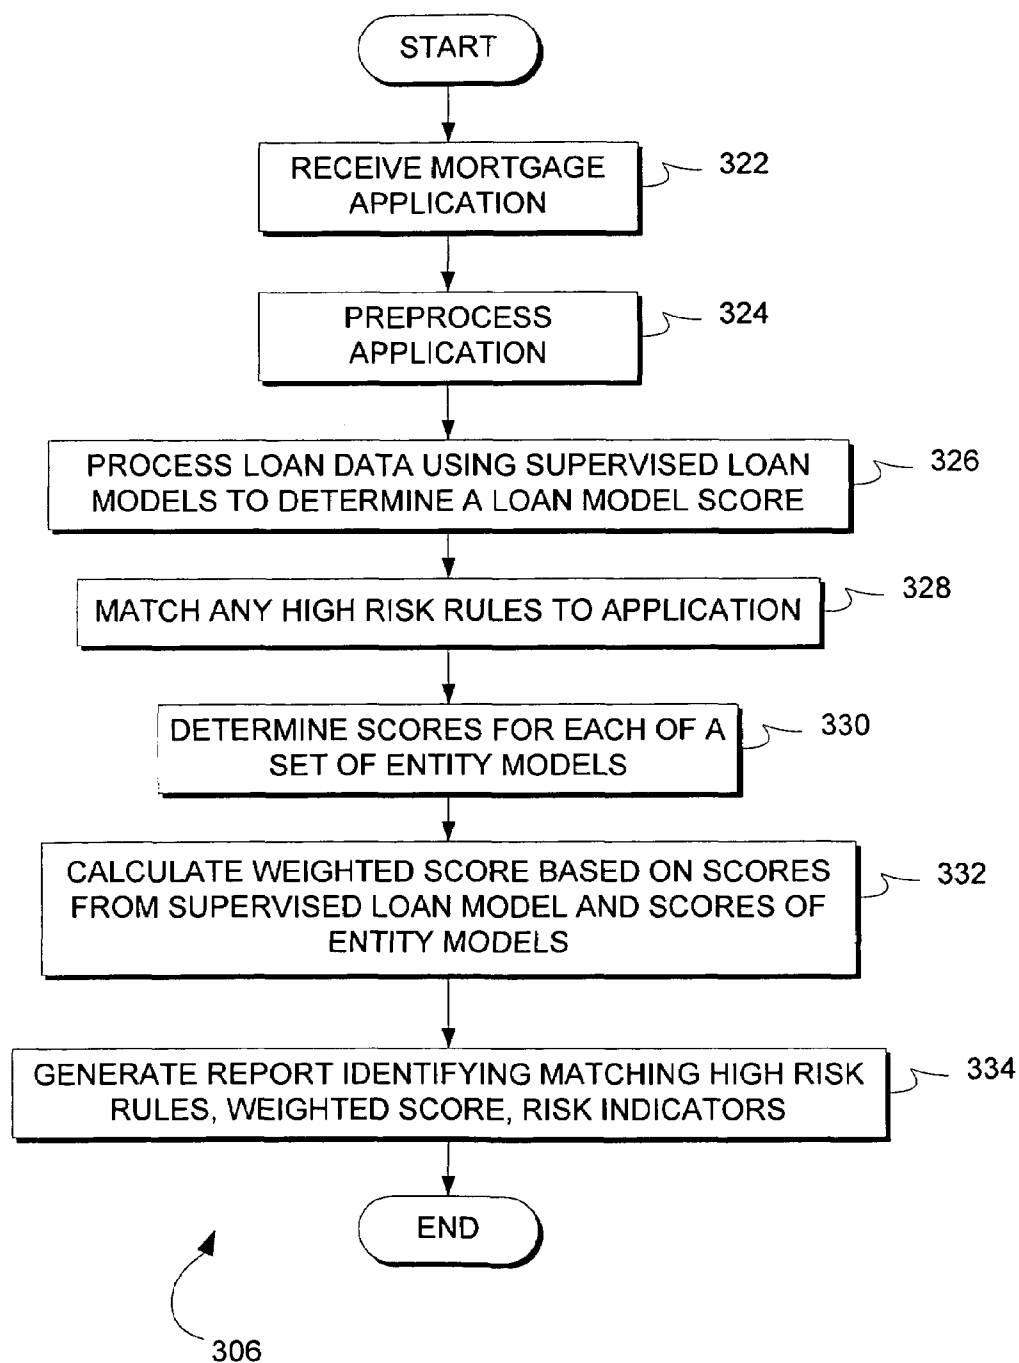 START
RECEIVE MORTGAGE
APPLICATION
322
PREPROCESS
APPLICATION
324
PROCESS LOAN DATA USING SUPERVISED LOAN
MODELS TO DETERMINE A LOAN MODEL SCORE
326
MATCH ANY HIGH RISK RULES TO APPLICATION
328
DETERMINE SCORES FOR EACH OF A
SET OF ENTITY MODELS
330
CALCULATE WEIGHTED SCORE BASED ON SCORES
FROM SUPERVISED LOAN MODEL AND SCORES OF
ENTITY MODELS
332
GENERATE REPORT IDENTIFYING MATCHING HIGH RISK
RULES, WEIGHTED SCORE, RISK INDICATORS
334
END
306